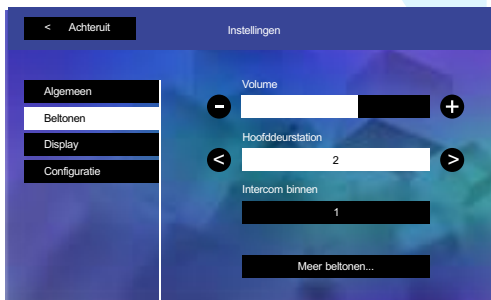 < Achteruit
Instellingen
Algemeen
Beltonen
Display
Configuratie
Volume
- +
Hoofddeurstation
< 2 >
Intercom binnen
1
Meer beltonen...